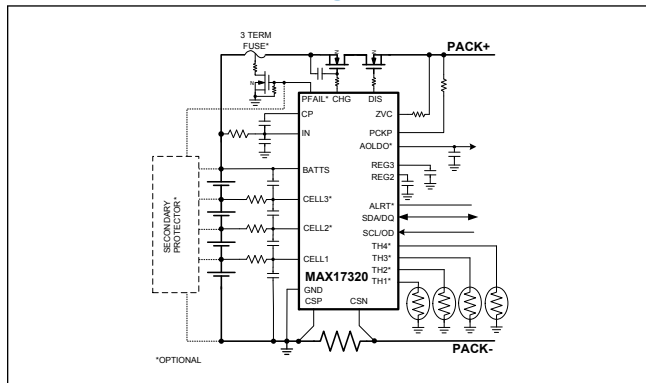 3 TERM
FUSE*
PACK+
PFAIL* CHG DIS
CP
ZVC
IN
PCKP
AOLDO*
BATTS
REG3
REG2
SECONDARY
PROTECTOR*
CELL3*
ALRT*
SDA/DQ
CELL2*
SCL/OD
TH4*
CELL1
TH3*
TH2*
MAX17320
TH1*
GND
CSP CSN
*OPTIONAL
PACK-
N
N
N